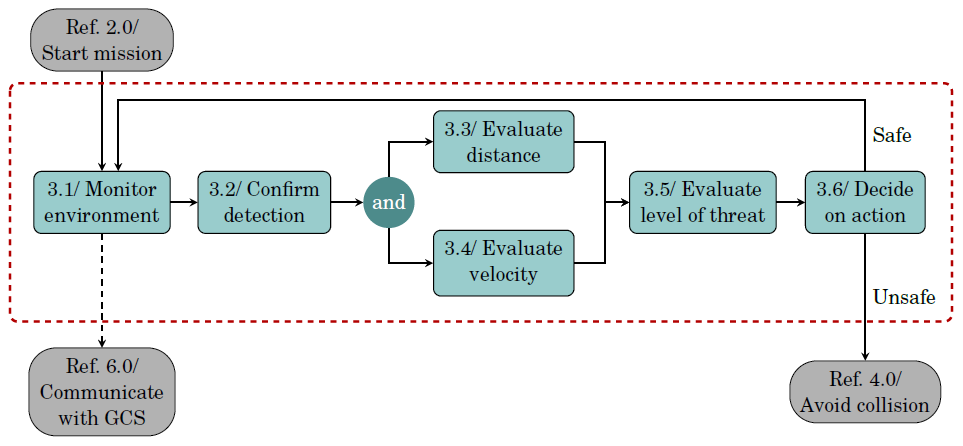 Ref. 2.0/
Start mission
3.3/ Evaluate
distance
Safe
3.1/ Monitor
environment
3.2/ Confirm
detection
and
3.5/ Evaluate
level of threat
3.6/ Decide
on action
3.4/ Evaluate
velocity
Unsafe
Ref. 6.0/
Communicate
with GCS
Ref. 4.0/
Avoid collision